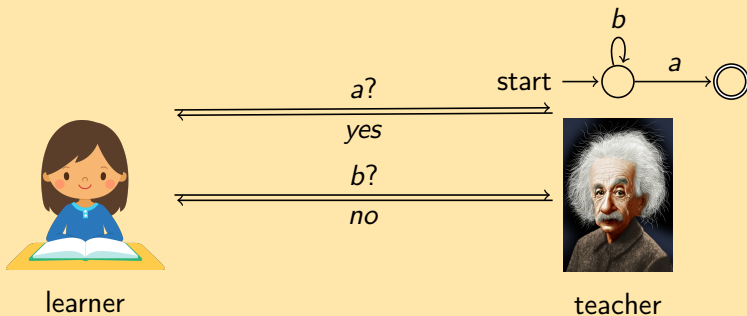 b
a
start
a?
yes
b?
no
learner
teacher